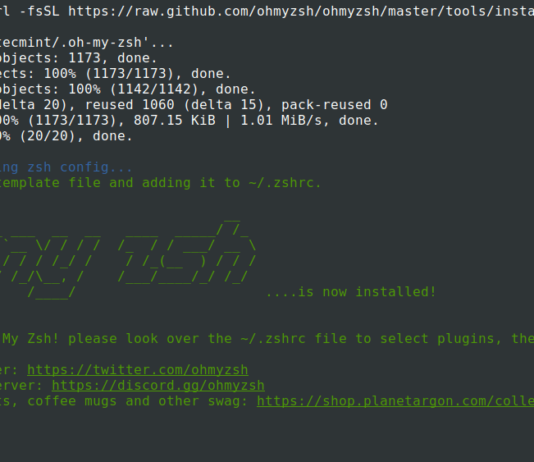 rl -fsSL https://raw.github.com/ohmyzsh/ohmyzsh/master/tools/insta
tecmint/.oh-my-zsh'...
objects: 1173, done.
ects: 100% (1173/1173), done.
objects: 100% (1142/1142), done.
delta 20), reused 1060 (delta 15), pack-reused 0
00% (1173/1173), 807.15 KiB | 1.01 MiB/s, done.
0% (20/20), done.
ing zsh config...
template file and adding it to ~/.zshrc.
....is now installed!
My Zsh! please look over the ~/.zshrc file to select plugins, the
er: https://twitter.com/ohmyzsh
erver: https://discord.gg/ohmyzsh
ts, coffee mugs and other swag: https://shop.planetargon.com/colle